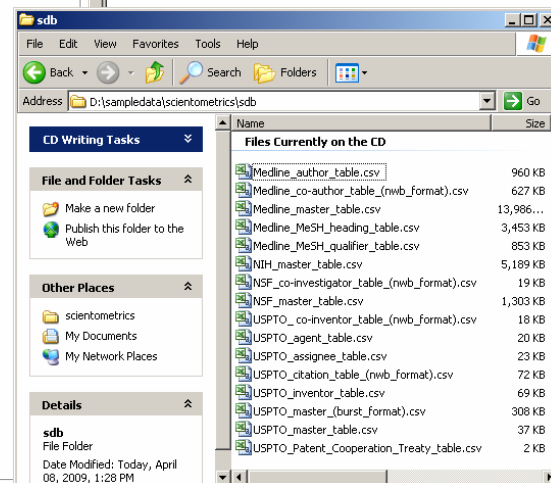 sdb
File Edit View Favorites Tools Help
Back Search Folders
Address D:\sampledata\scientometrics\sdb Go
CD Writing Tasks
File and Folder Tasks
Make a new folder
Publish this folder to the
Web
Other Places
scientometrics
My Documents
My Network Places
Details
sdb
File Folder
Date Modified: Today, April
08, 2009, 1:28 PM
Name Size
Files Currently on the CD
Medline_author_table.csv 960 KB
Medline_co-author_table_(nwb_format).csv 627 KB
Medline_master_table.csv 13,986...
Medline_MeSH_heading_table.csv 3,453 KB
Medline_MeSH_qualifier_table.csv 853 KB
NIH_master_table.csv 5,189 KB
NSF_co-investigator_table_(nwb_format).csv 19 KB
NSF_master_table.csv 1,303 KB
USPTO_ co-inventor_table_(nwb_format).csv 18 KB
USPTO_agent_table.csv 20 KB
USPTO_assignee_table.csv 23 KB
USPTO_citation_table_(nwb_format).csv 72 KB
USPTO_inventor_table.csv 69 KB
USPTO_master_(burst_format).csv 308 KB
USPTO_master_table.csv 37 KB
USPTO_Patent_Cooperation_Treaty_table.csv 2 KB